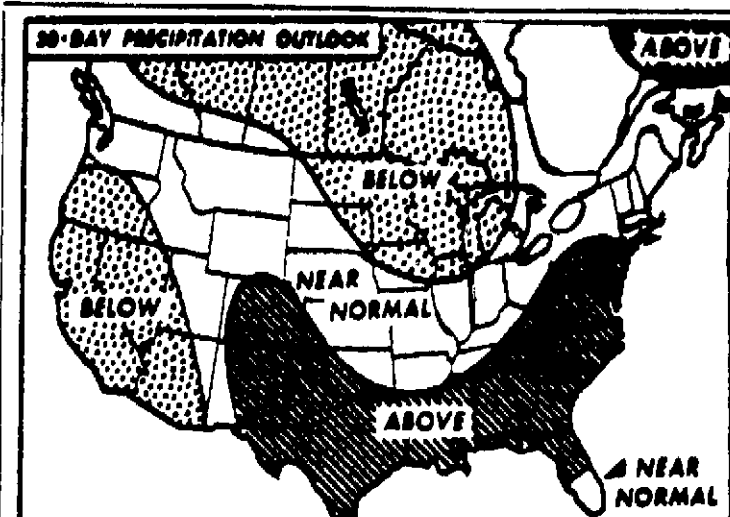 30-DAY PRECIPITATION OUTLOOK
ABOVE
BELOW
BELOW
NEAR
NORMAL
ABOVE
NEAR
NORMAL